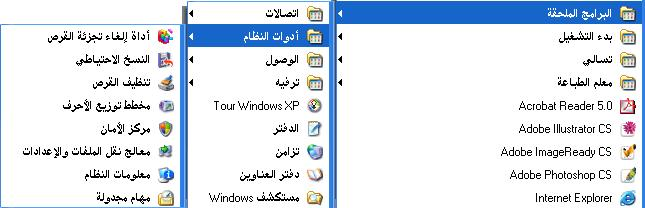 البرامج الملحقة
بدء التشغيل
تسالي
معلم الطباعة
Acrobat Reader 5.0
Adobe Illustrator CS
Adobe ImageReady CS
Adobe Photoshop CS
Internet Explorer
اتصالات
أدوات النظام
الوصول
ترفيه
Tour Windows XP
الدفتر
تزامن
دفتر العناوين
مستكشف Windows
أداة إلغاء تجزئة القرص
النسخ الاحتياطي
تنظيف القرص
مخطط توزيع الأحرف
مركز الأمان
معالج نقل الملفات والإعدادات
معلومات النظام
مهام مجدولة